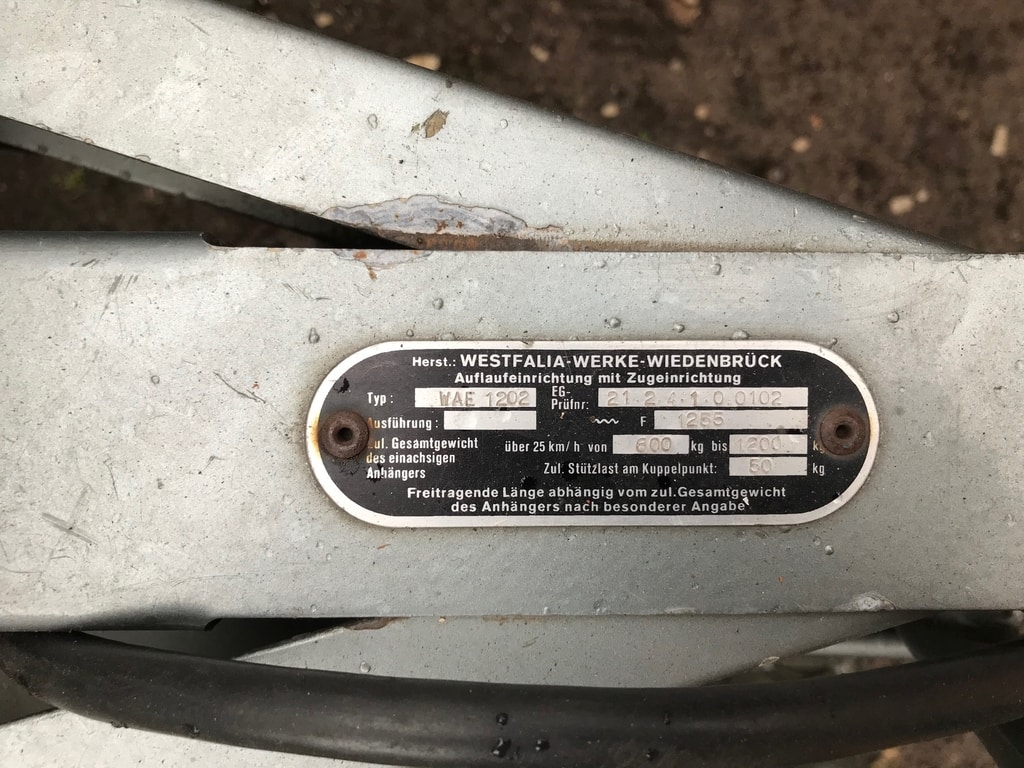 Herst.: WESTFALIA-WERKE-WIEDENBRÜCK
Auflaufeinrichtung mit Zugeinrichtung
Typ: WAE 1202 EG-Prüfnr: 21·2.4·1·0.0102
Ausführung: ~~ F 1255
zul. Gesamtgewicht des einachsigen Anhängers über 25 km/h von 600 kg bis 1200 kg
Zul. Stützlast am Kuppelpunkt: 50 kg
Freitragende Länge abhängig vom zul. Gesamtgewicht
des Anhängers nach besonderer Angabe